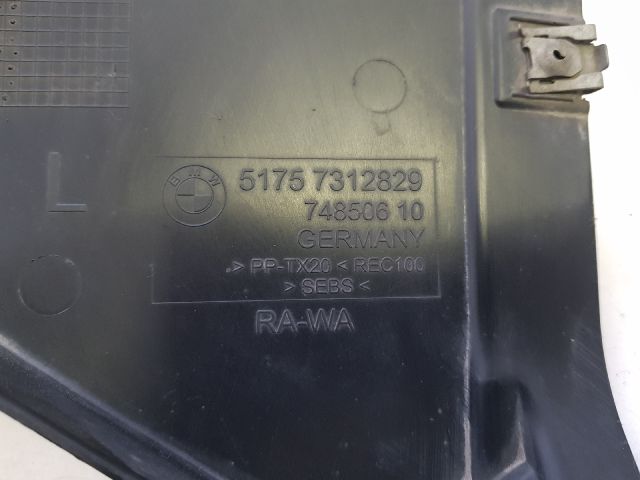 L
BMW
5175 7312829
748506 10
GERMANY
.> PP-TX20 < REC100
> SEBS <
RA-WA